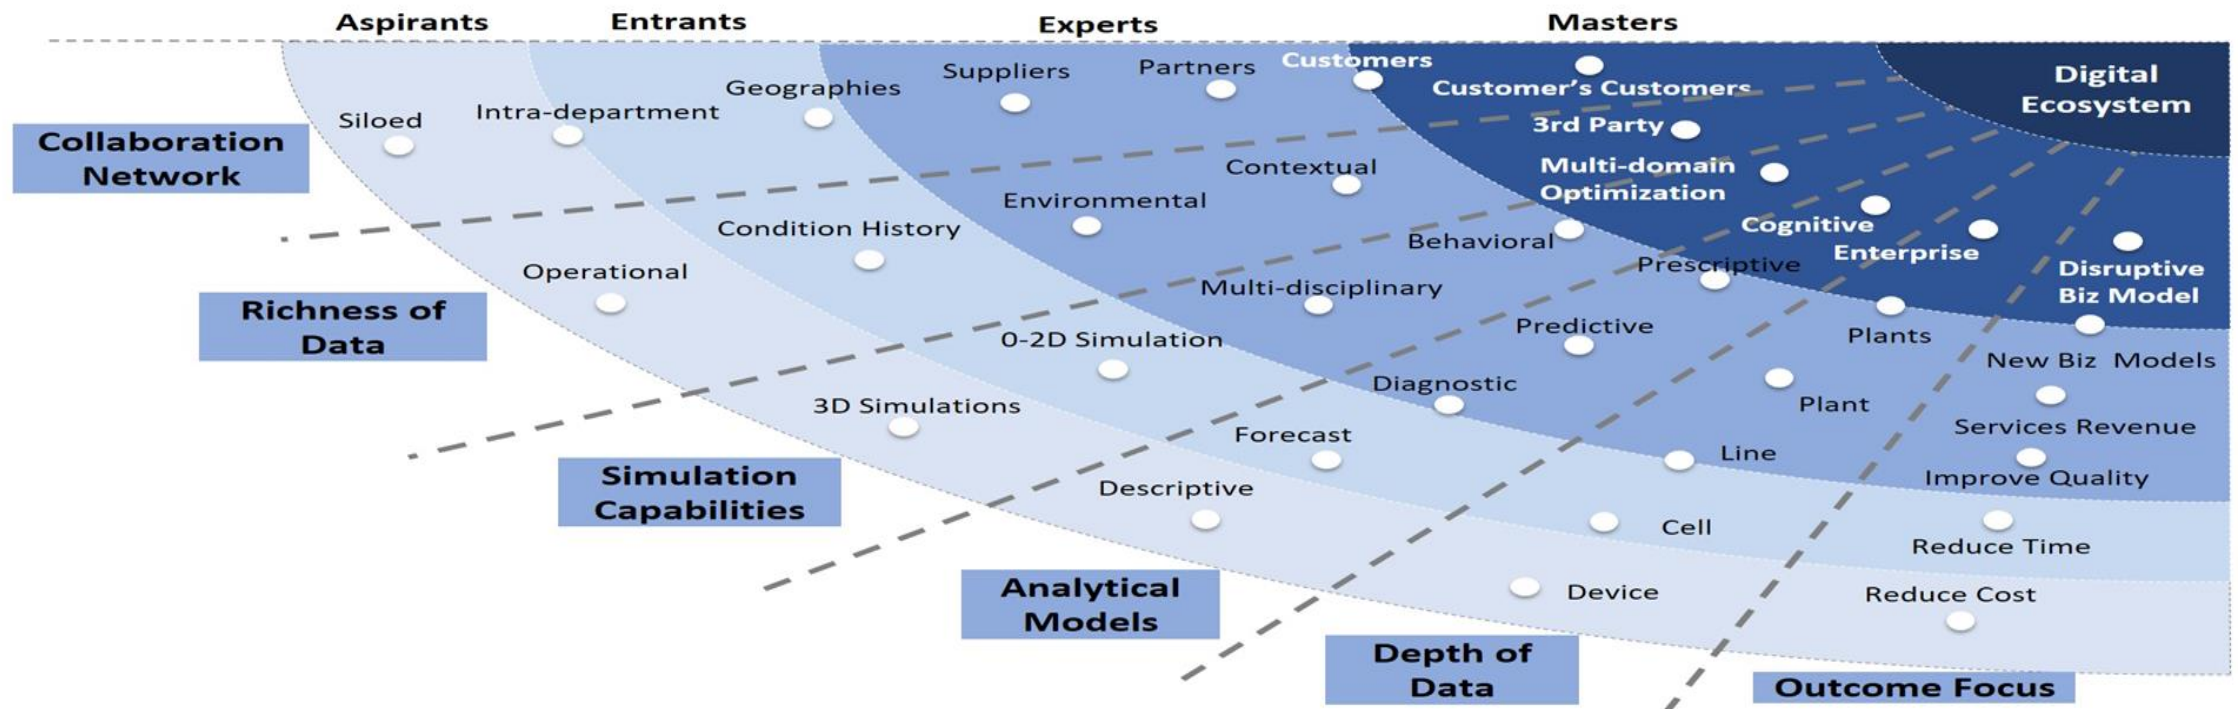 Aspirants
Entrants
Experts
Masters
Digital
Ecosystem
Collaboration
Network
Siloed
Intra-department
Geographies
Suppliers
Partners
Customers
Customer’s Customers
3rd Party
Richness of
Data
Operational
Condition History
Environmental
Contextual
Behavioral
Multi-domain
Optimization
Simulation
Capabilities
3D Simulations
0-2D Simulation
Multi-disciplinary
Cognitive
Analytical
Models
Descriptive
Forecast
Diagnostic
Predictive
Prescriptive
Enterprise
Depth of
Data
Device
Cell
Line
Plant
Plants
Disruptive
Biz Model
New Biz Models
Services Revenue
Improve Quality
Reduce Time
Reduce Cost
Outcome Focus